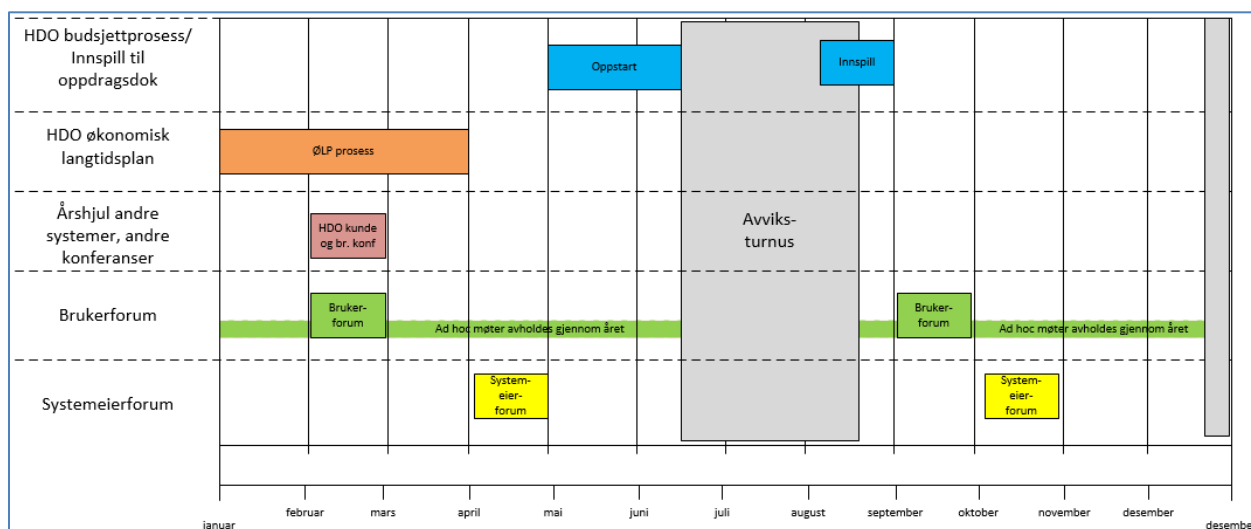 HDO budsjettprosess/
Innspill til
oppdragsdok
Oppstart
Innspill
HDO økonomisk
langtidsplan
ØLP prosess
Årshjul andre
systemer, andre
konferanser
HDO kunde
og br. konf
Avviks-
turnus
Brukerforum
Bruker-
forum
Ad hoc møter avholdes gjennom året
Bruker-
forum
Ad hoc møter avholdes gjennom året
Systemeierforum
System-
eier-
forum
System-
eier-
forum
januar
februar
mars
april
mai
juni
juli
august
september
oktober
november
desember
desember